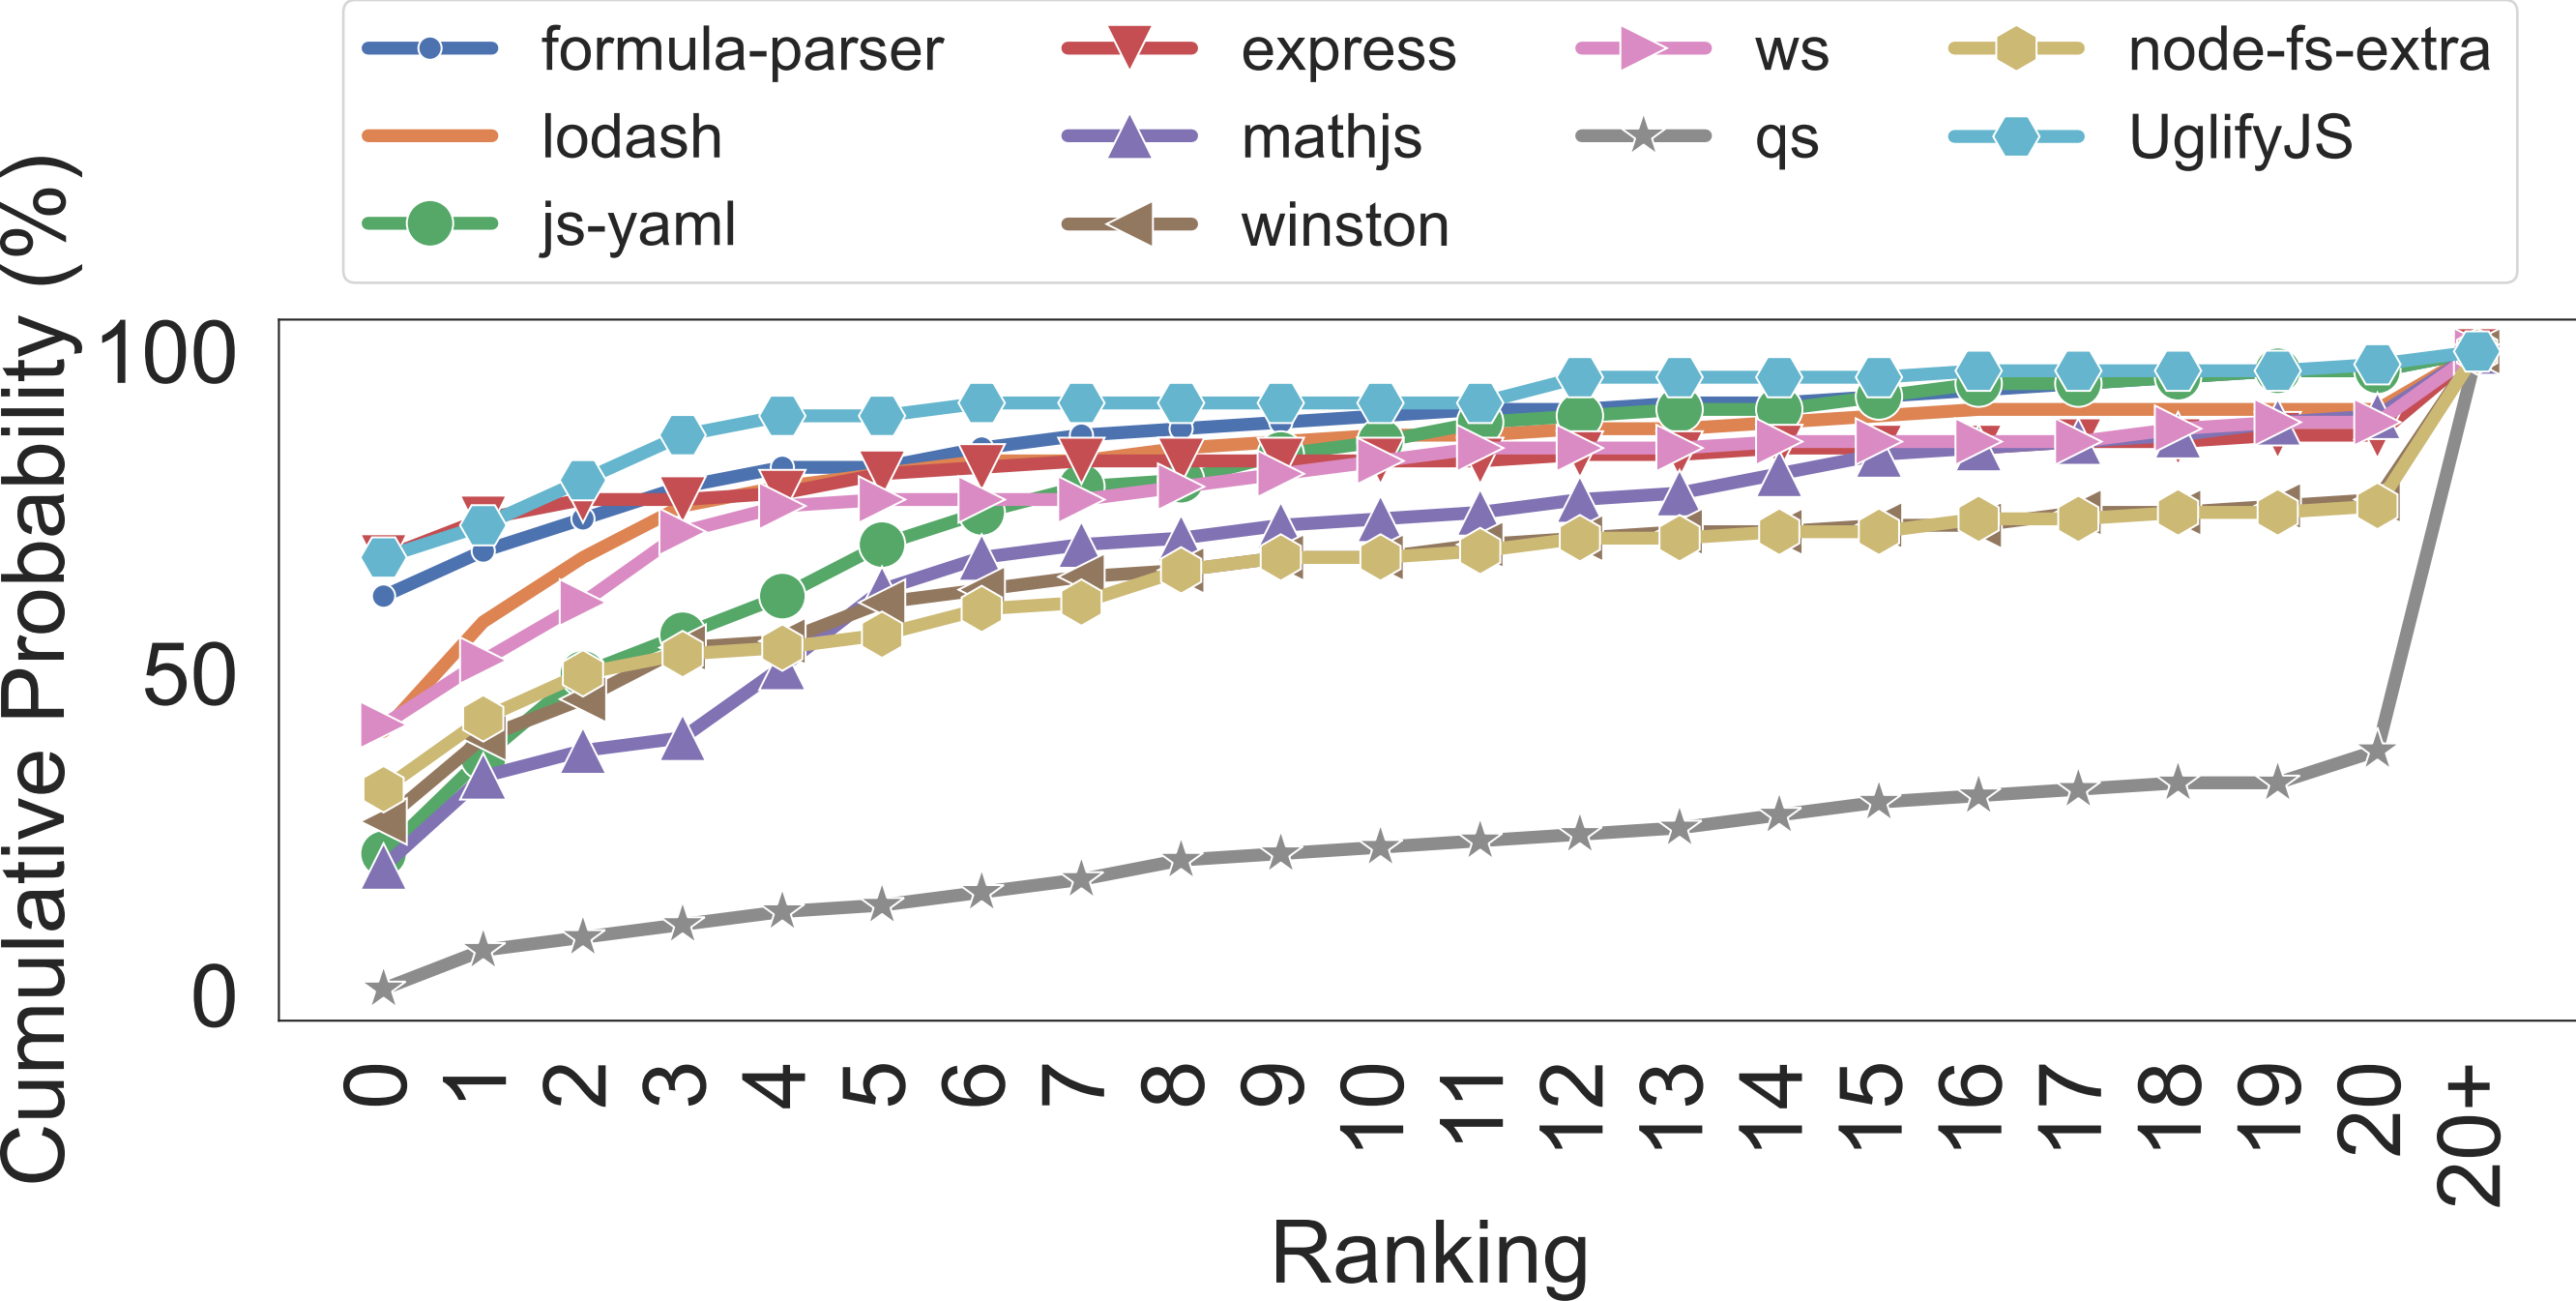 formula-parser
lodash
js-yaml
express
mathjs
winston
ws
qs
node-fs-extra
UglifyJS
Cumulative Probability (%)
100
50
0
0 1 2 3 4 5 6 7 8 9 10 11 12 13 14 15 16 17 18 19 20 20+
Ranking